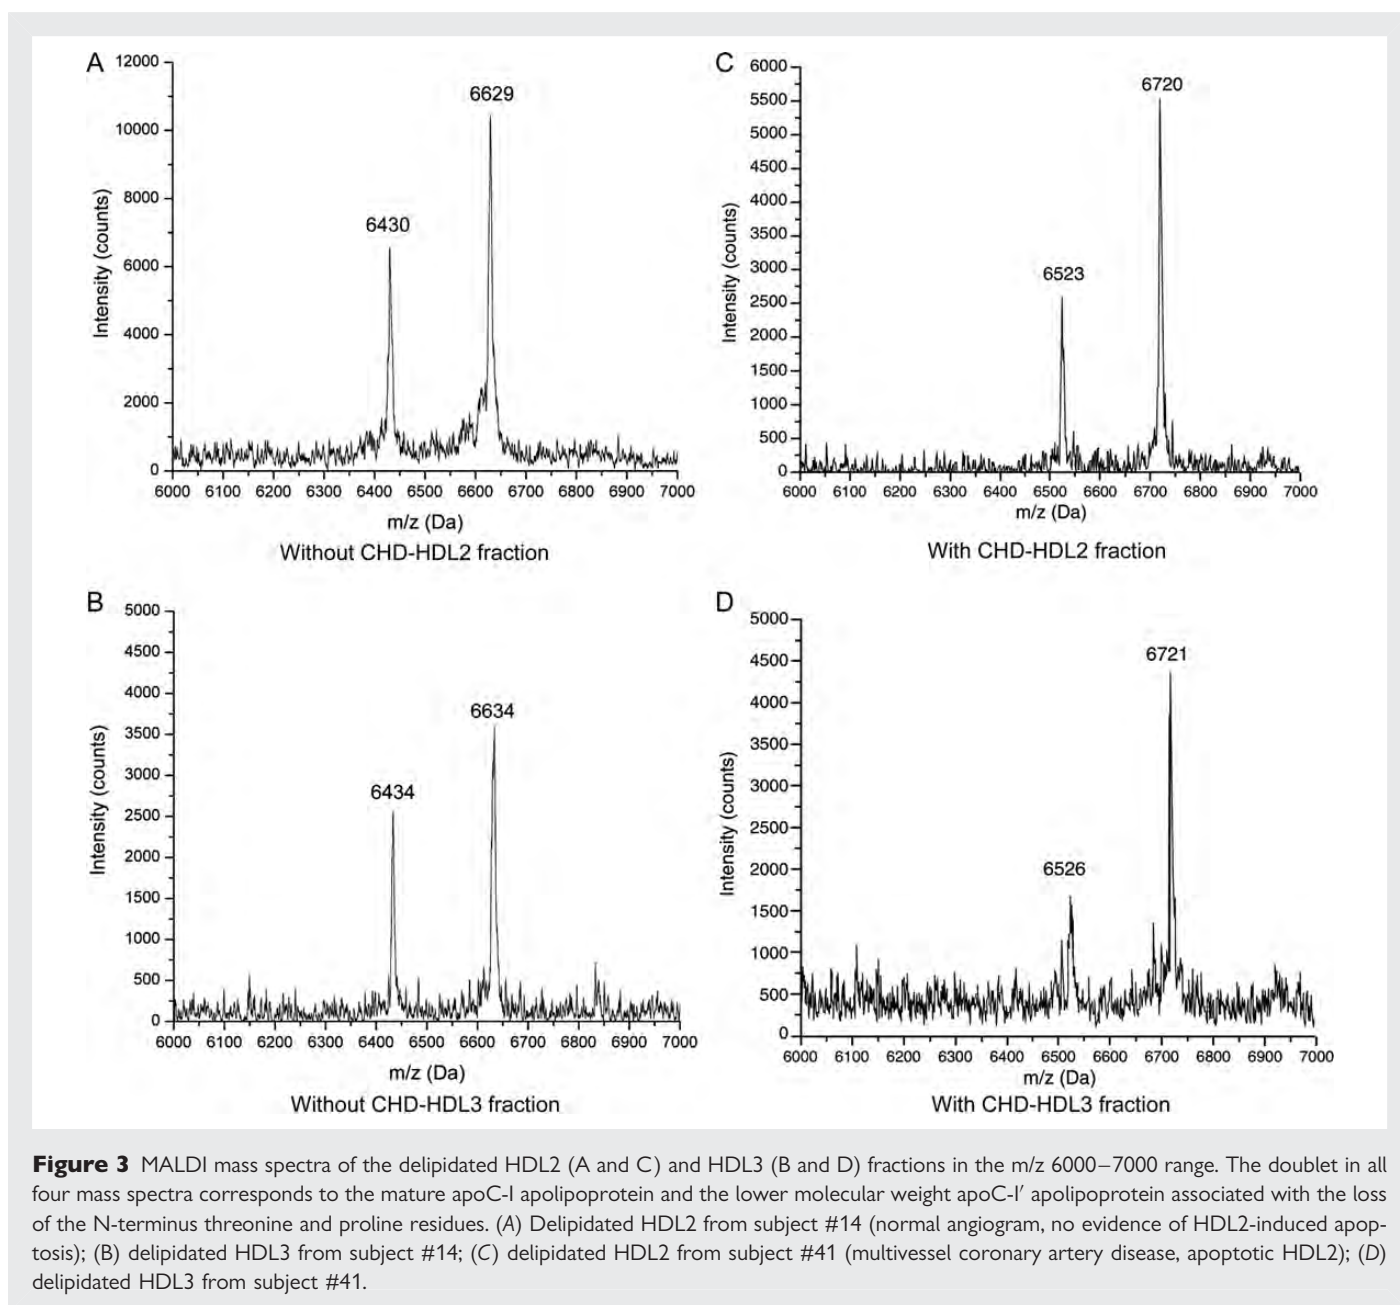 A
12000
10000
8000
6000
4000
2000
0
Intensity (counts)
6430
6629
6000 6100 6200 6300 6400 6500 6600 6700 6800 6900 7000
m/z (Da)
Without CHD-HDL2 fraction
C
6000
5500
5000
4500
4000
3500
3000
2500
2000
1500
1000
500
0
Intensity (counts)
6523
6720
6000 6100 6200 6300 6400 6500 6600 6700 6800 6900 7000
m/z (Da)
With CHD-HDL2 fraction
B
5000
4500
4000
3500
3000
2500
2000
1500
1000
500
0
Intensity (counts)
6434
6634
6000 6100 6200 6300 6400 6500 6600 6700 6800 6900 7000
m/z (Da)
Without CHD-HDL3 fraction
D
5000
4500
4000
3500
3000
2500
2000
1500
1000
500
0
Intensity (counts)
6526
6721
6000 6100 6200 6300 6400 6500 6600 6700 6800 6900 7000
m/z (Da)
With CHD-HDL3 fraction
Figure 3 MALDI mass spectra of the delipidated HDL2 (A and C) and HDL3 (B and D) fractions in the m/z 6000–7000 range. The doublet in all
four mass spectra corresponds to the mature apoC-I apolipoprotein and the lower molecular weight apoC-I′ apolipoprotein associated with the loss
of the N-terminus threonine and proline residues. (A) Delipidated HDL2 from subject #14 (normal angiogram, no evidence of HDL2-induced apop-
tosis); (B) delipidated HDL3 from subject #14; (C) delipidated HDL2 from subject #41 (multivessel coronary artery disease, apoptotic HDL2); (D)
delipidated HDL3 from subject #41.